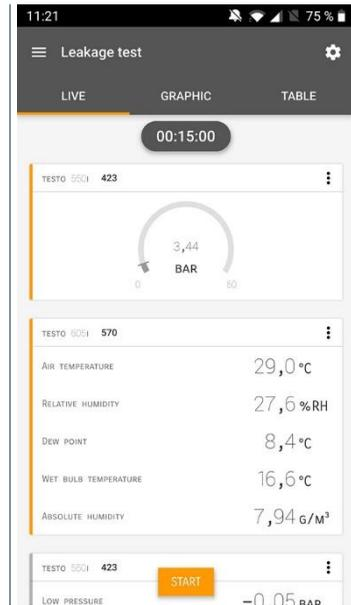 11:21 75 %
Leakage test
LIVE GRAPHIC TABLE
00:15:00
TESTO 550I 423
3,44
BAR
0 60
TESTO 605I 570
AIR TEMPERATURE 29,0 °C
RELATIVE HUMIDITY 27,6 %RH
DEW POINT 8,4 °C
WET BULB TEMPERATURE 16,6 °C
ABSOLUTE HUMIDITY 7,94 G/M³
TESTO 550I 423
START
LOW PRESSURE -0,05 BAR